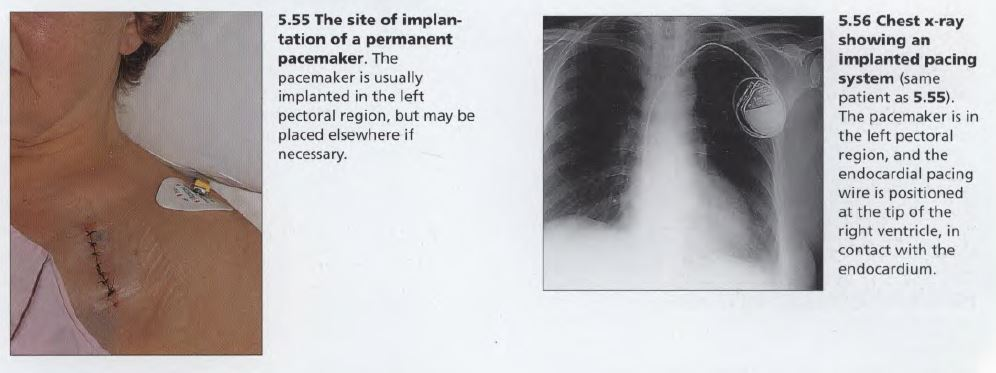 5.55 The site of implan-
tation of a permanent
pacemaker. The
pacemaker is usually
implanted in the left
pectoral region, but may be
placed elsewhere if
necessary.
5.56 Chest x-ray
showing an
implanted pacing
system (same
patient as 5.55).
The pacemaker is in
the left pectoral
region, and the
endocardial pacing
wire is positioned
at the tip of the
right ventricle, in
contact with the
endocardium.